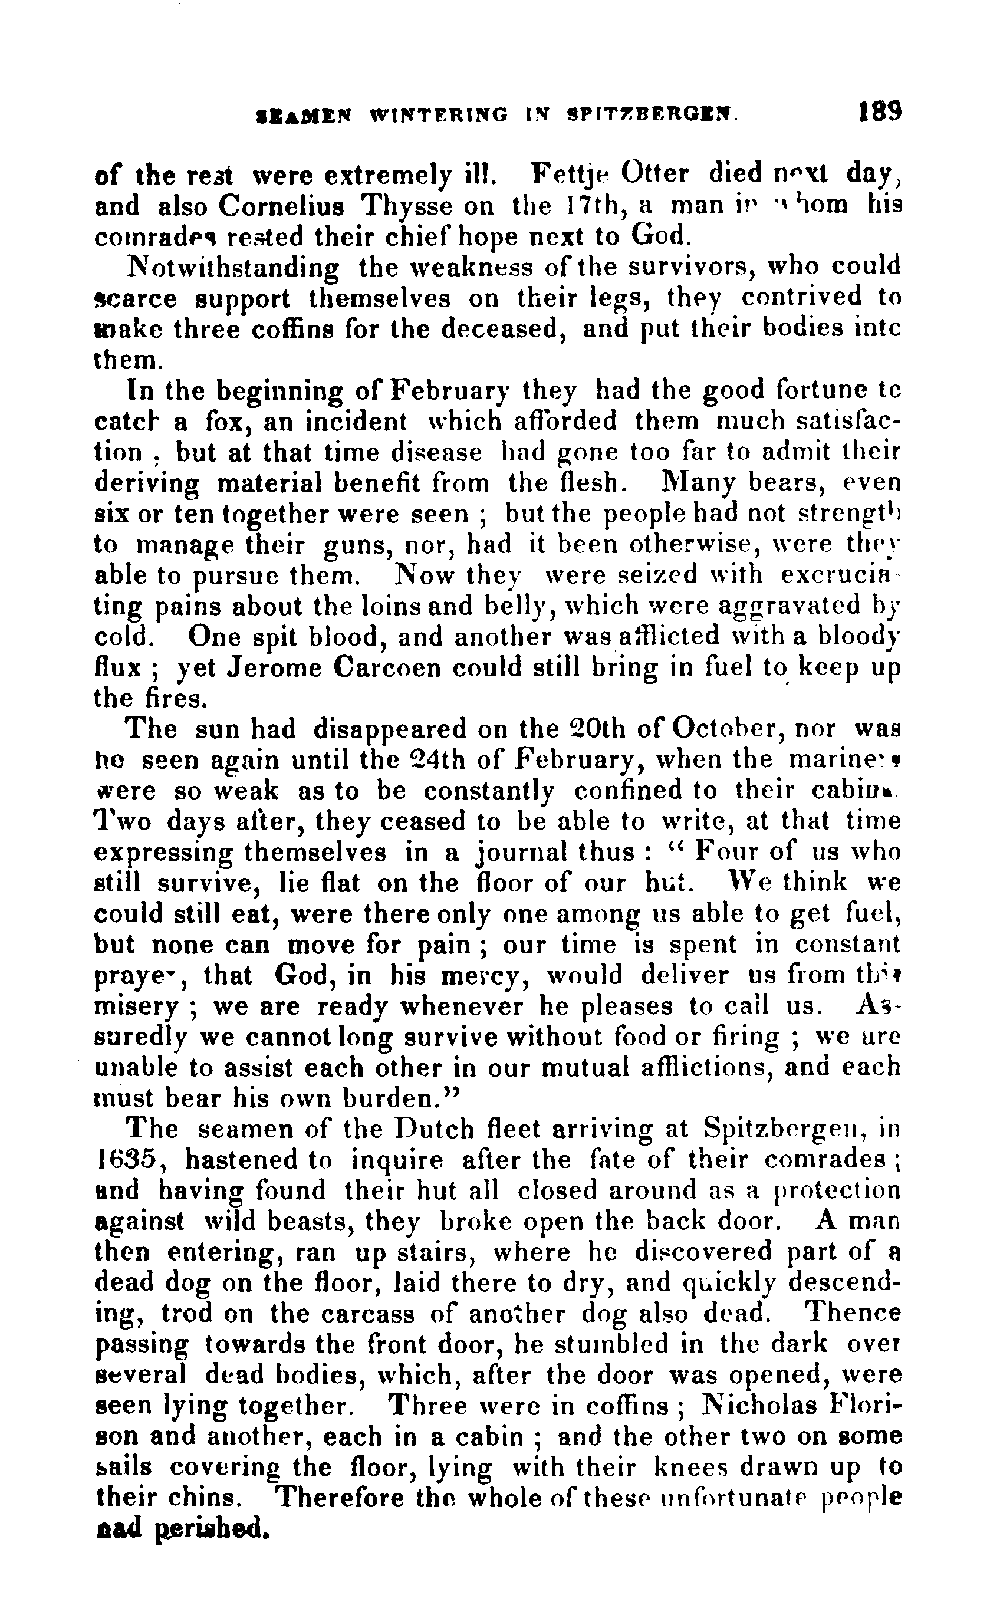 SEAMEN WINTERING IN SPITZBERGEN. 189
of the rest were extremely ill. Fettje Otter died next day,
and also Cornelius Thysse on the 17th, a man in whom his
comrades rested their chief hope next to God.
Notwithstanding the weakness of the survivors, who could
scarce support themselves on their legs, they contrived to
make three coffins for the deceased, and put their bodies into
them.
In the beginning of February they had the good fortune to
catch a fox, an incident which afforded them much satisfac-
tion ; but at that time disease had gone too far to admit their
deriving material benefit from the flesh. Many bears, even
six or ten together were seen ; but the people had not strength
to manage their guns, nor, had it been otherwise, were they
able to pursue them. Now they were seized with excrucia-
ting pains about the loins and belly, which were aggravated by
cold. One spit blood, and another was afflicted with a bloody
flux ; yet Jerome Carcoen could still bring in fuel to keep up
the fires.
The sun had disappeared on the 20th of October, nor was
he seen again until the 24th of February, when the mariners
were so weak as to be constantly confined to their cabins.
Two days after, they ceased to be able to write, at that time
expressing themselves in a journal thus : “ Four of us who
still survive, lie flat on the floor of our hut. We think we
could still eat, were there only one among us able to get fuel,
but none can move for pain ; our time is spent in constant
prayer, that God, in his mercy, would deliver us from this
misery ; we are ready whenever he pleases to call us. As-
suredly we cannot long survive without food or firing ; we are
unable to assist each other in our mutual afflictions, and each
must bear his own burden.”
The seamen of the Dutch fleet arriving at Spitzbergen, in
1635, hastened to inquire after the fate of their comrades ;
and having found their hut all closed around as a protection
against wild beasts, they broke open the back door. A man
then entering, ran up stairs, where he discovered part of a
dead dog on the floor, laid there to dry, and quickly descend-
ing, trod on the carcass of another dog also dead. Thence
passing towards the front door, he stumbled in the dark over
several dead bodies, which, after the door was opened, were
seen lying together. Three were in coffins ; Nicholas Flori-
son and another, each in a cabin ; and the other two on some
sails covering the floor, lying with their knees drawn up to
their chins. Therefore the whole of these unfortunate people
had perished.